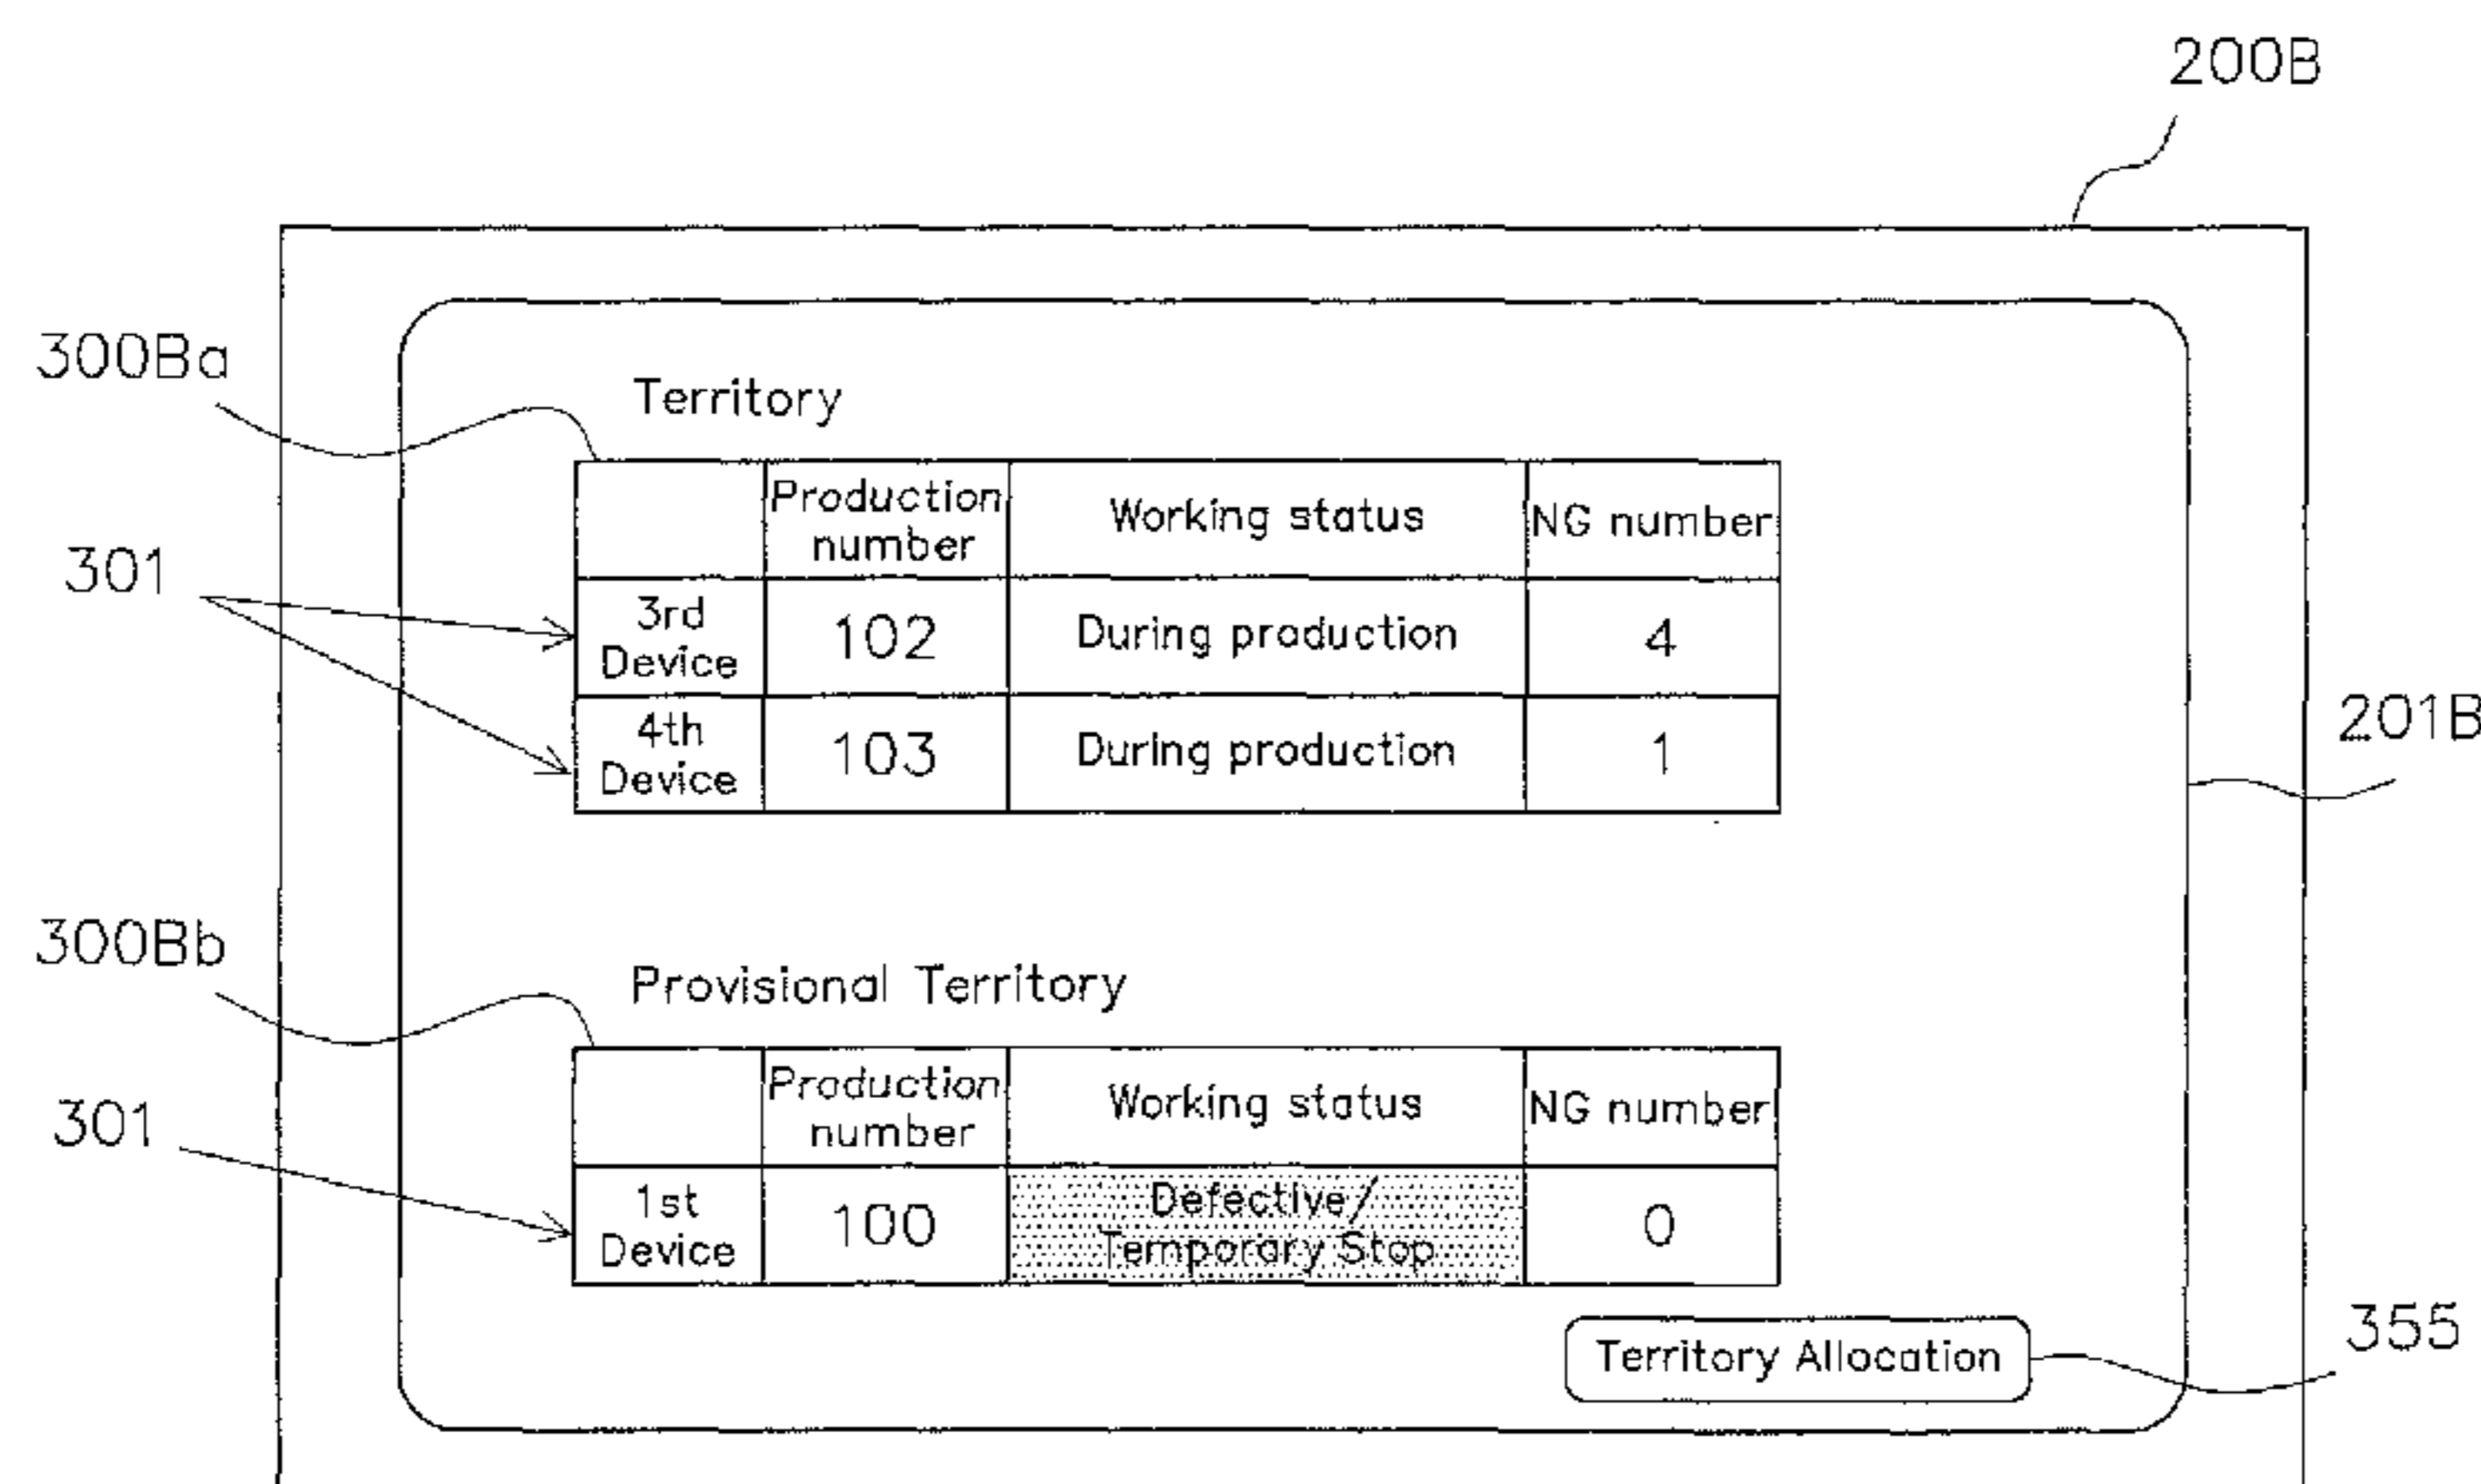 200B
300Ba
Territory
Production number
Working status
NG number
301
3rd Device
102
During production
4
4th Device
103
During production
1
201B
300Bb
Provisional Territory
Production number
Working status
NG number
301
1st Device
100
Defective/
Temporary Stop
0
Territory Allocation
355